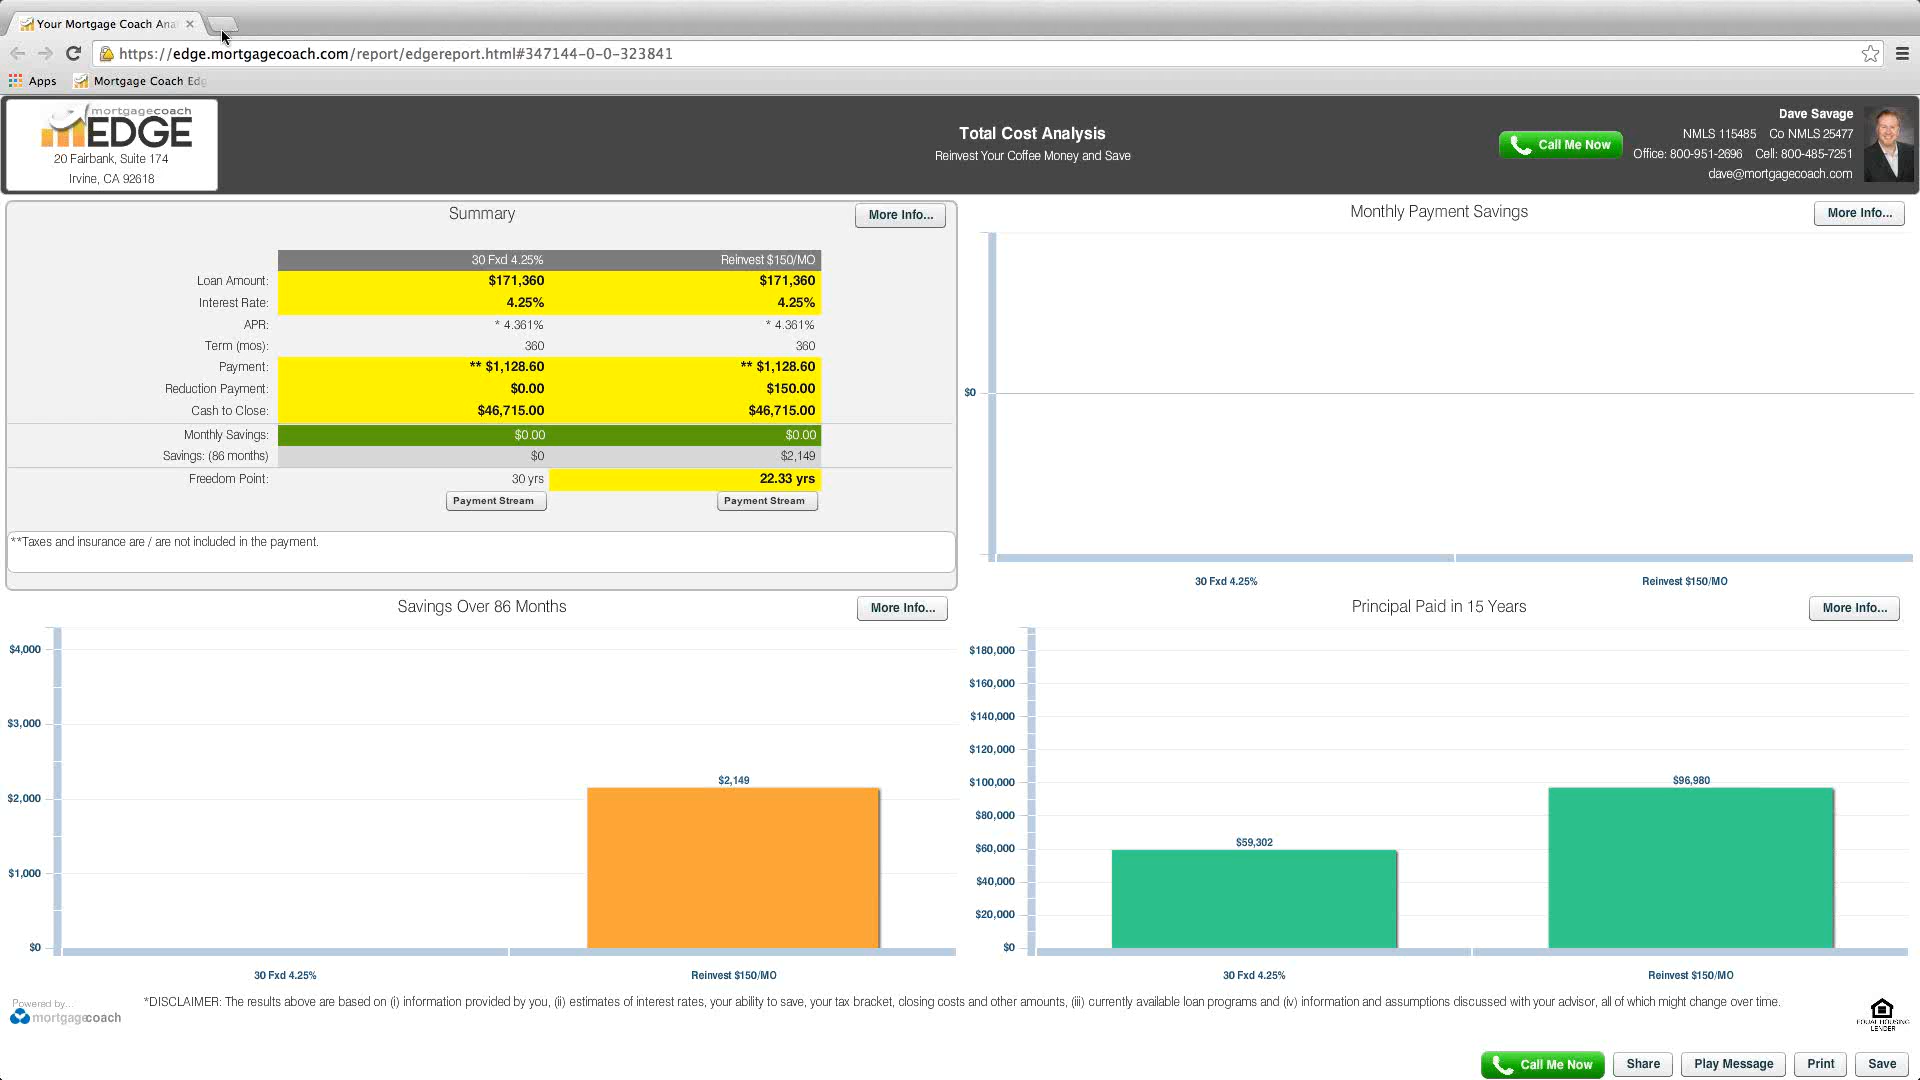 Your Mortgage Coach Ana
https://edge.mortgagecoach.com/report/edgereport.html#347144-0-0-323841
Apps Mortgage Coach Edg
mortgagecoach
EDGE
20 Fairbank, Suite 174
Irvine, CA 92618
Total Cost Analysis
Reinvest Your Coffee Money and Save
Call Me Now
Dave Savage
NMLS 115485 Co NMLS 25477
Office: 800-951-2696 Cell: 800-485-7251
dave@mortgagecoach.com
Summary
More Info...
30 Fxd 4.25% Reinvest $150/MO
Loan Amount: $171,360 $171,360
Interest Rate: 4.25% 4.25%
APR: * 4.361% * 4.361%
Term (mos): 360 360
Payment: ** $1,128.60 ** $1,128.60
Reduction Payment: $0.00 $150.00
Cash to Close: $46,715.00 $46,715.00
Monthly Savings: $0.00 $0.00
Savings: (86 months) $0 $2,149
Freedom Point: 30 yrs 22.33 yrs
Payment Stream Payment Stream
**Taxes and insurance are / are not included in the payment.
Monthly Payment Savings
More Info...
$0
30 Fxd 4.25% Reinvest $150/MO
Savings Over 86 Months
More Info...
$4,000
$3,000
$2,149
$2,000
$1,000
$0
30 Fxd 4.25% Reinvest $150/MO
Principal Paid in 15 Years
More Info...
$180,000
$160,000
$140,000
$120,000
$100,000
$96,980
$80,000
$59,302
$60,000
$40,000
$20,000
$0
30 Fxd 4.25% Reinvest $150/MO
Powered by...
mortgagecoach
*DISCLAIMER: The results above are based on (i) information provided by you, (ii) estimates of interest rates, your ability to save, your tax bracket, closing costs and other amounts, (iii) currently available loan programs and (iv) information and assumptions discussed with your advisor, all of which might change over time.
EQUAL HOUSING
LENDER
Call Me Now Share Play Message Print Save